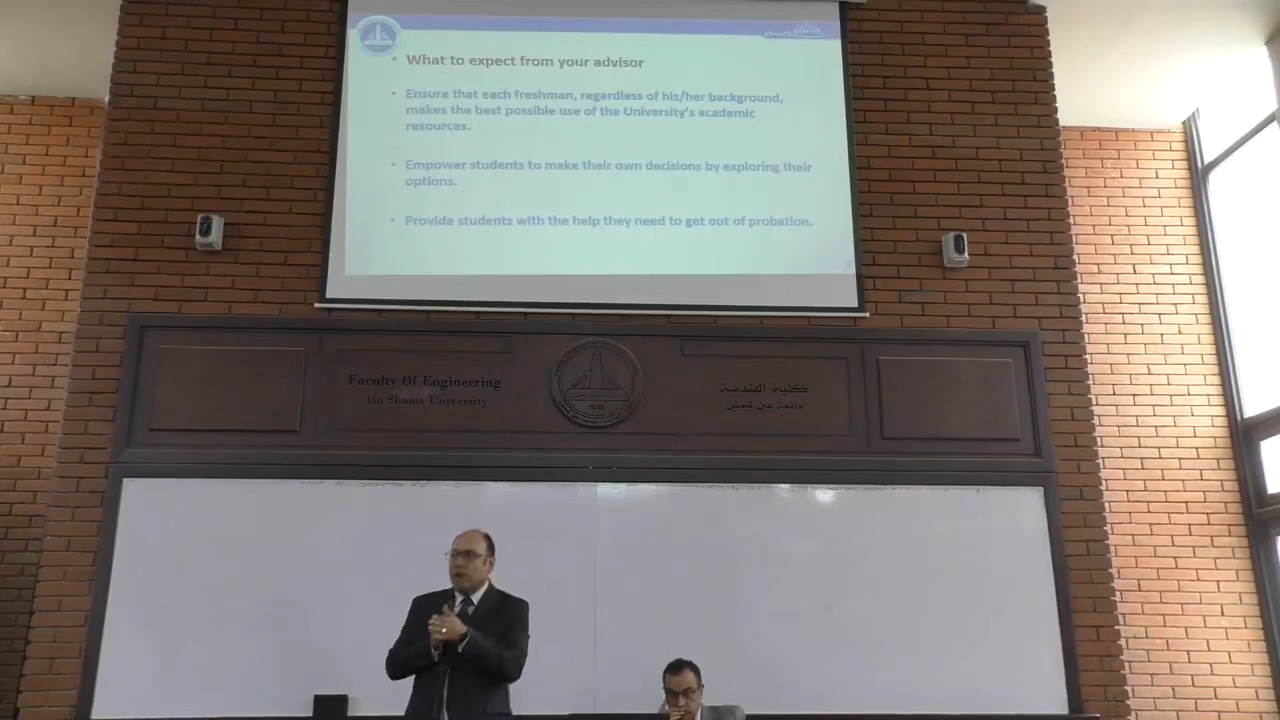 • What to expect from your advisor
• Ensure that each freshman, regardless of his/her background,
makes the best possible use of the University's academic
resources.
• Empower students to make their own decisions by exploring their
options.
• Provide students with the help they need to get out of probation.
Faculty Of Engineering
Ain Shams University
كلية الهندسة
جامعة عين شمس
1839